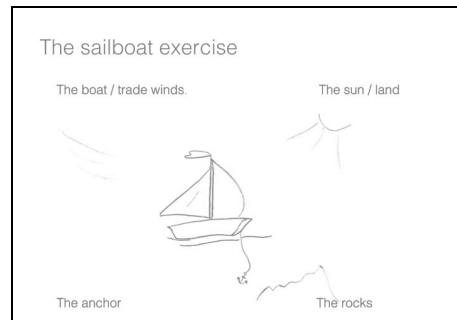 The sailboat exercise
The boat / trade winds.
The sun / land
The anchor
The rocks